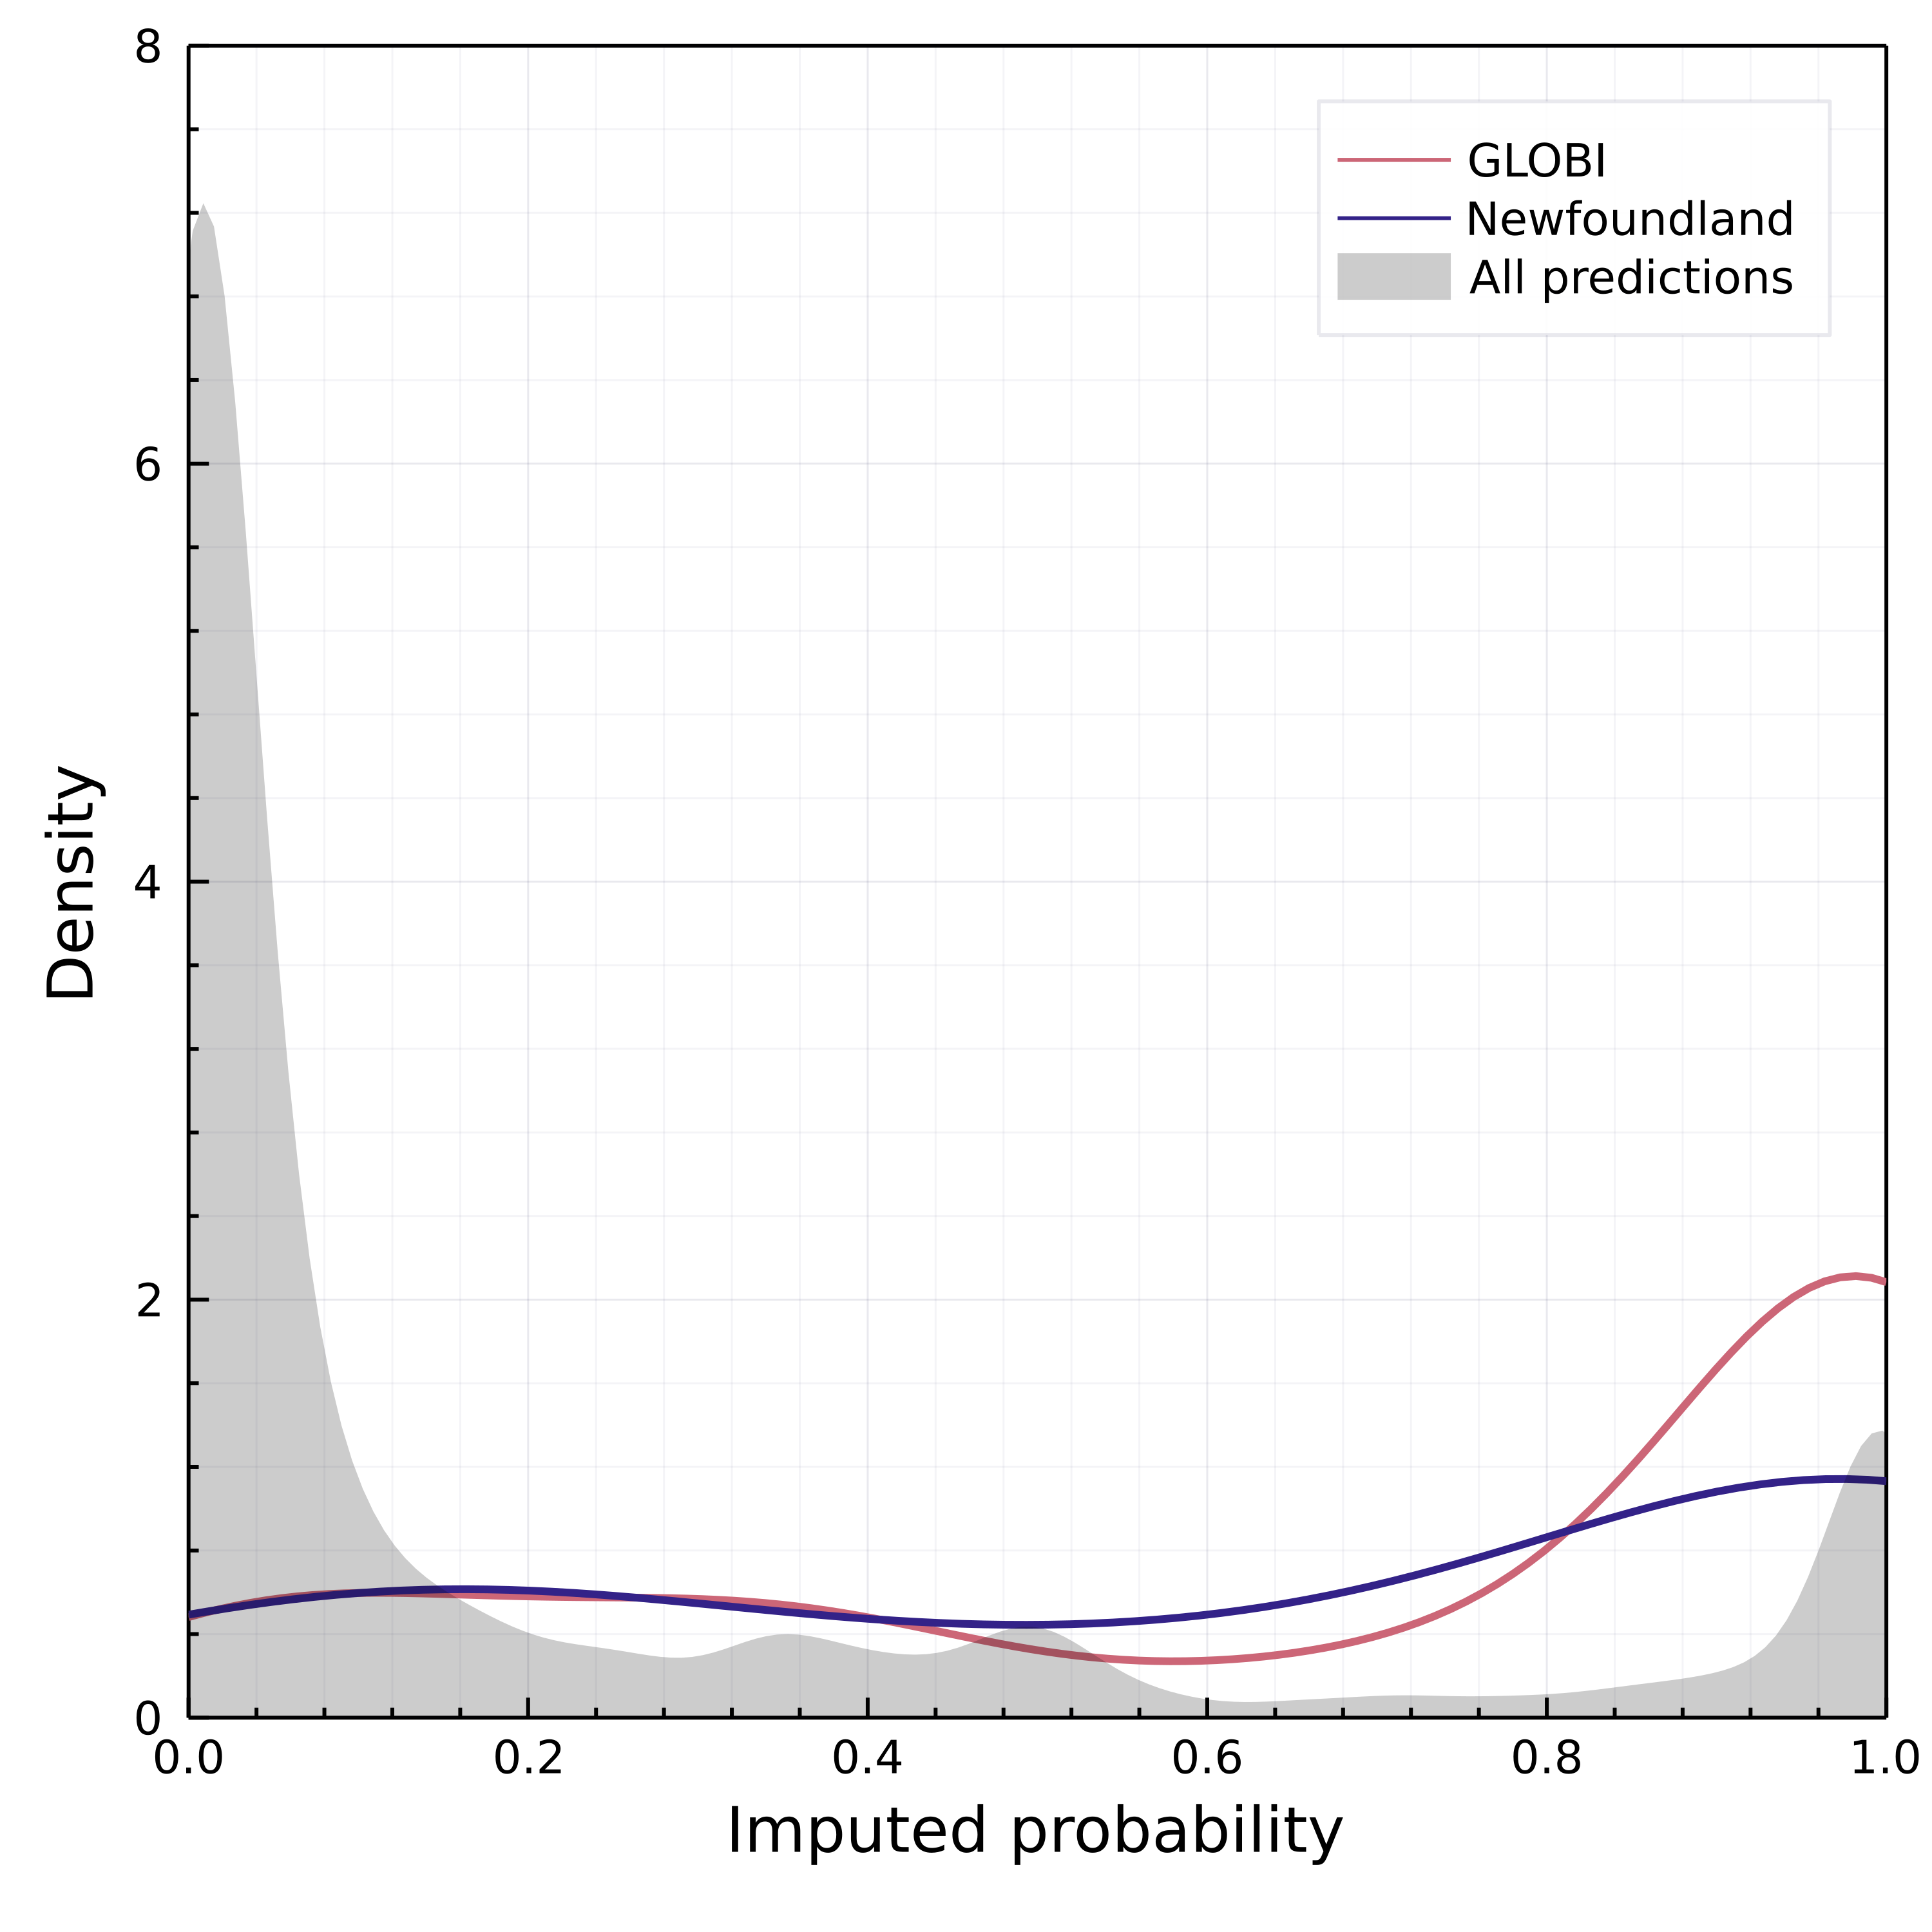 8
6
4
2
0
Density
GLOBI
Newfoundland
All predictions
0.0 0.2 0.4 0.6 0.8 1.0
Imputed probability